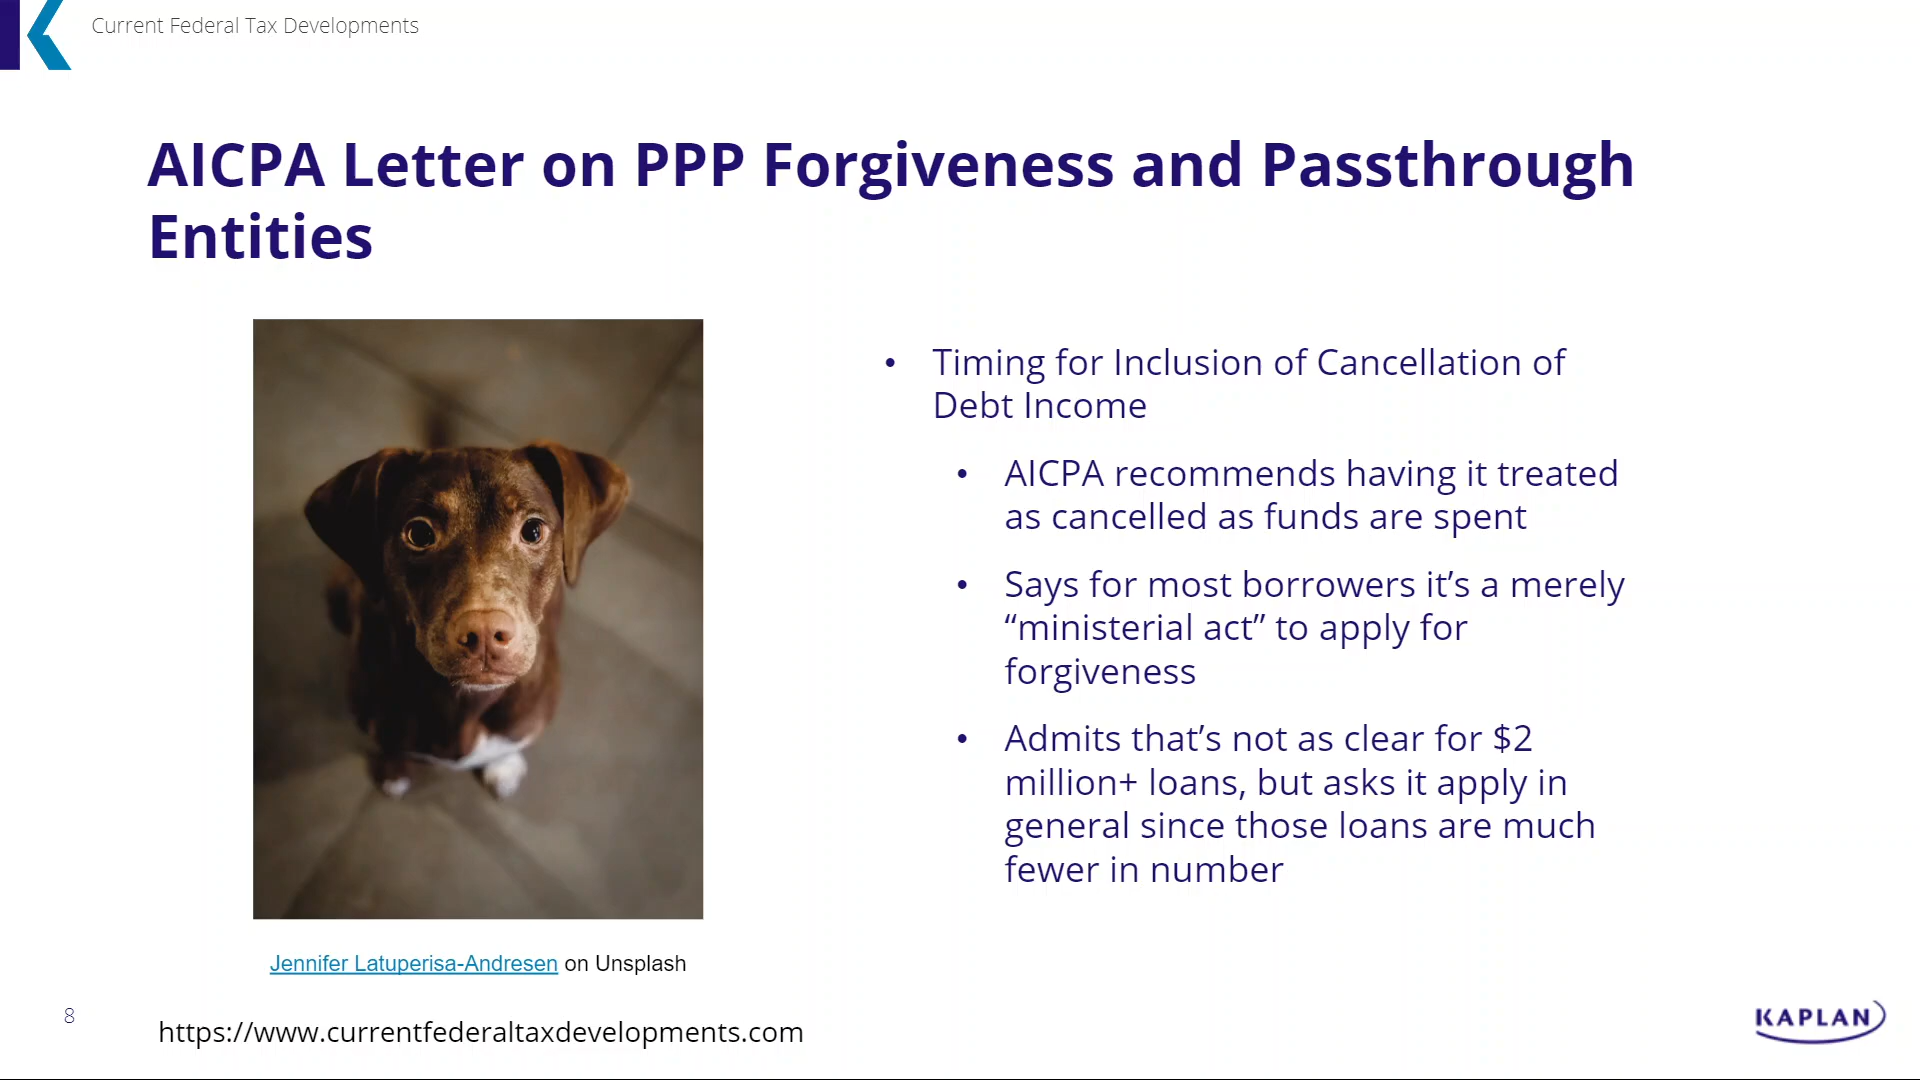 Current Federal Tax Developments
AICPA Letter on PPP Forgiveness and Passthrough
Entities
• Timing for Inclusion of Cancellation of
Debt Income
• AICPA recommends having it treated
as cancelled as funds are spent
• Says for most borrowers it’s a merely
“ministerial act” to apply for
forgiveness
• Admits that’s not as clear for $2
million+ loans, but asks it apply in
general since those loans are much
fewer in number
Jennifer Latuperisa-Andresen on Unsplash
8
https://www.currentfederaltaxdevelopments.com
KAPLAN